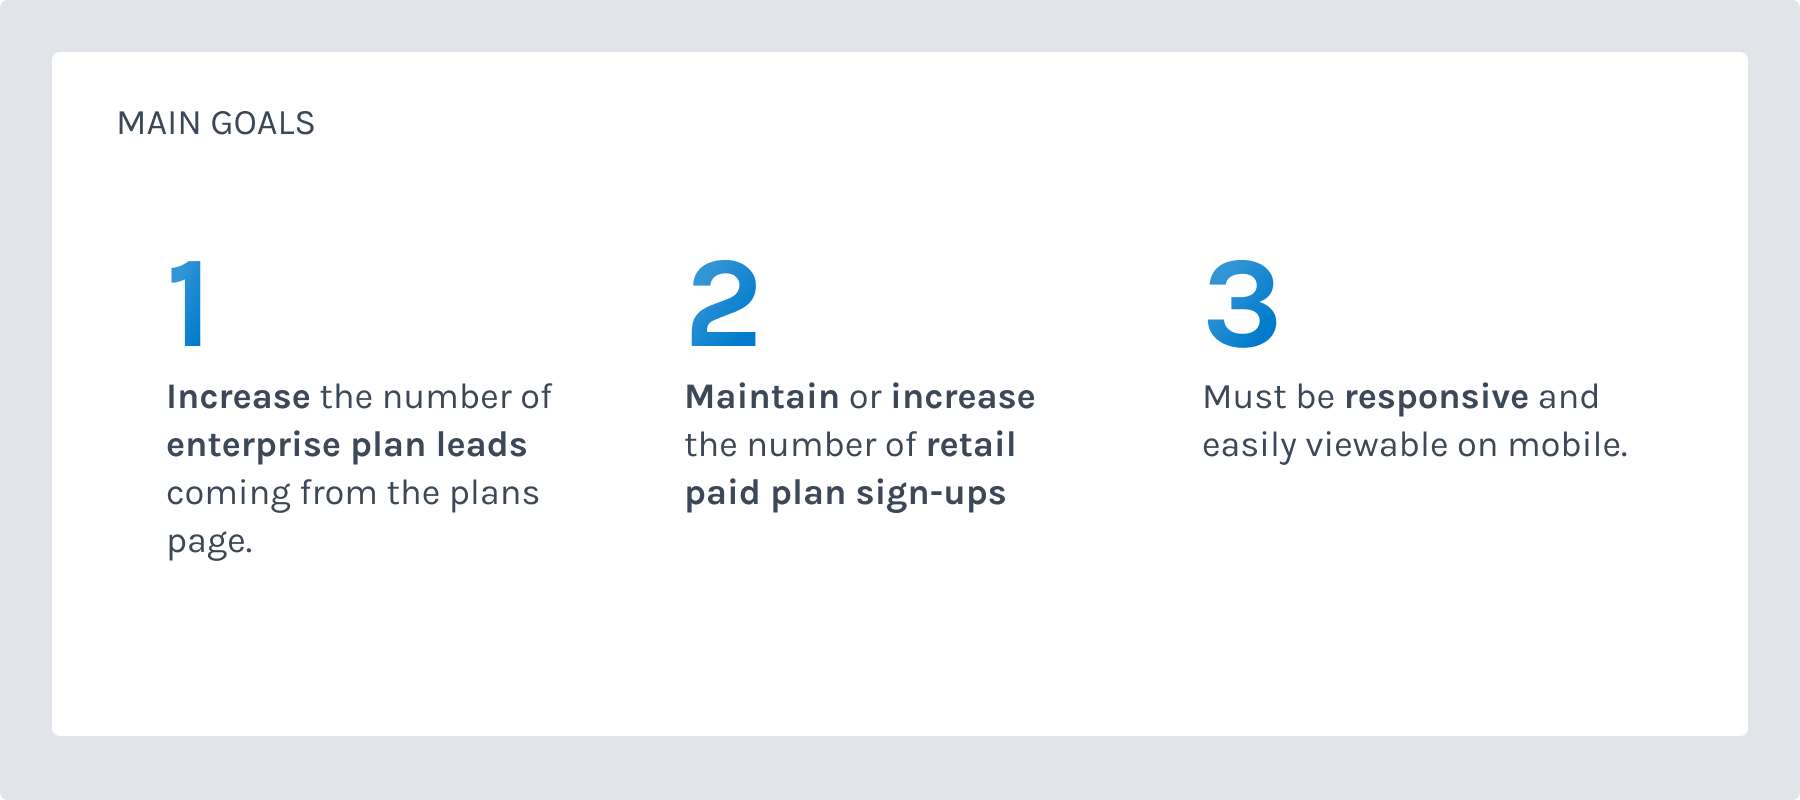 MAIN GOALS
1
Increase the number of
enterprise plan leads
coming from the plans
page.
2
Maintain or increase
the number of retail
paid plan sign-ups
3
Must be responsive and
easily viewable on mobile.